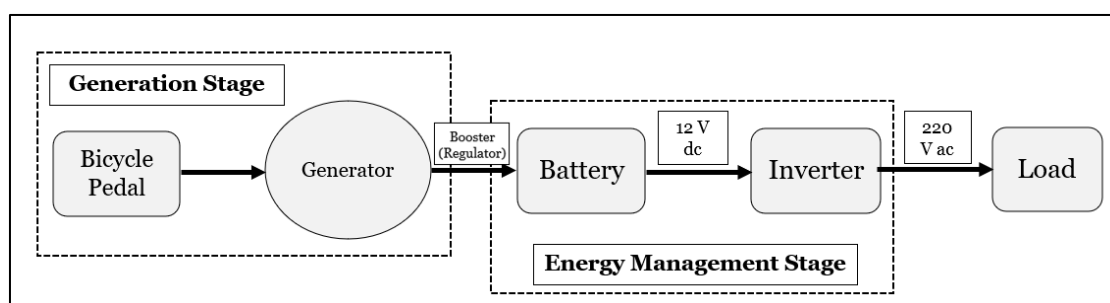 Generation Stage
Bicycle
Pedal
Generator
Booster
(Regulator)
Battery
12 V
dc
Inverter
220
V ac
Load
Energy Management Stage